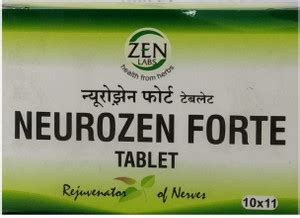 ZEN
LABS
health from herbs
न्यूरोझेन फोर्ट टेबलेट
NEUROZEN FORTE
TABLET
Rejuvenator of Nerves
10x11